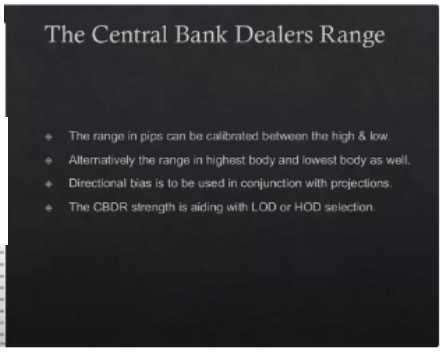 The Central Bank Dealers Range
The range in pips can be calibrated between the high & low.
Alternatively the range in highest body and lowest body as well.
Directional bias is to be used in conjunction with projections.
The CBDR strength is aiding with LOD or HOD selection.